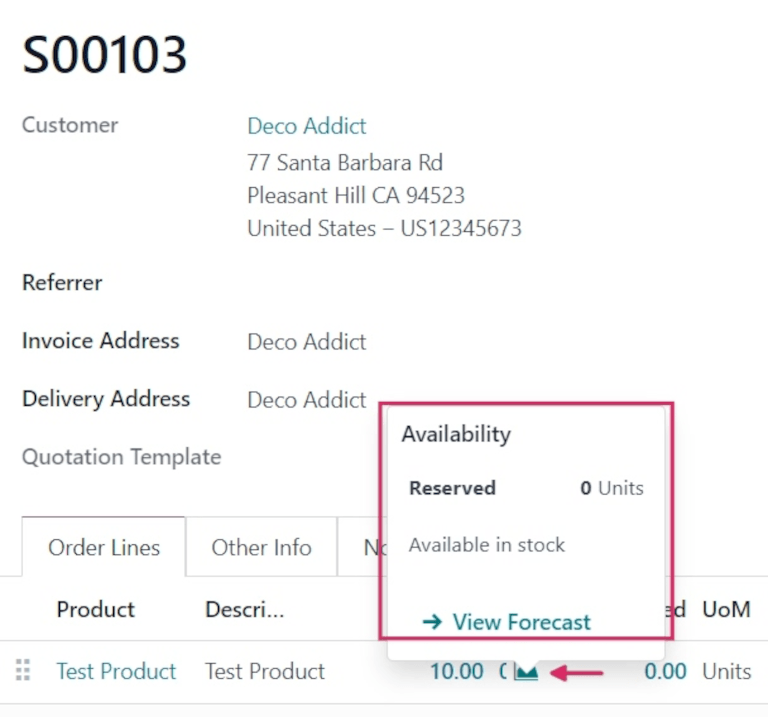 S00103
Customer Deco Addict
77 Santa Barbara Rd
Pleasant Hill CA 94523
United States – US12345673
Referrer
Invoice Address Deco Addict
Delivery Address Deco Addict
Quotation Template
Availability
Reserved 0 Units
Available in stock
→ View Forecast
Order Lines Other Info
Product Descri... UoM
Test Product Test Product 10.00 0.00 Units